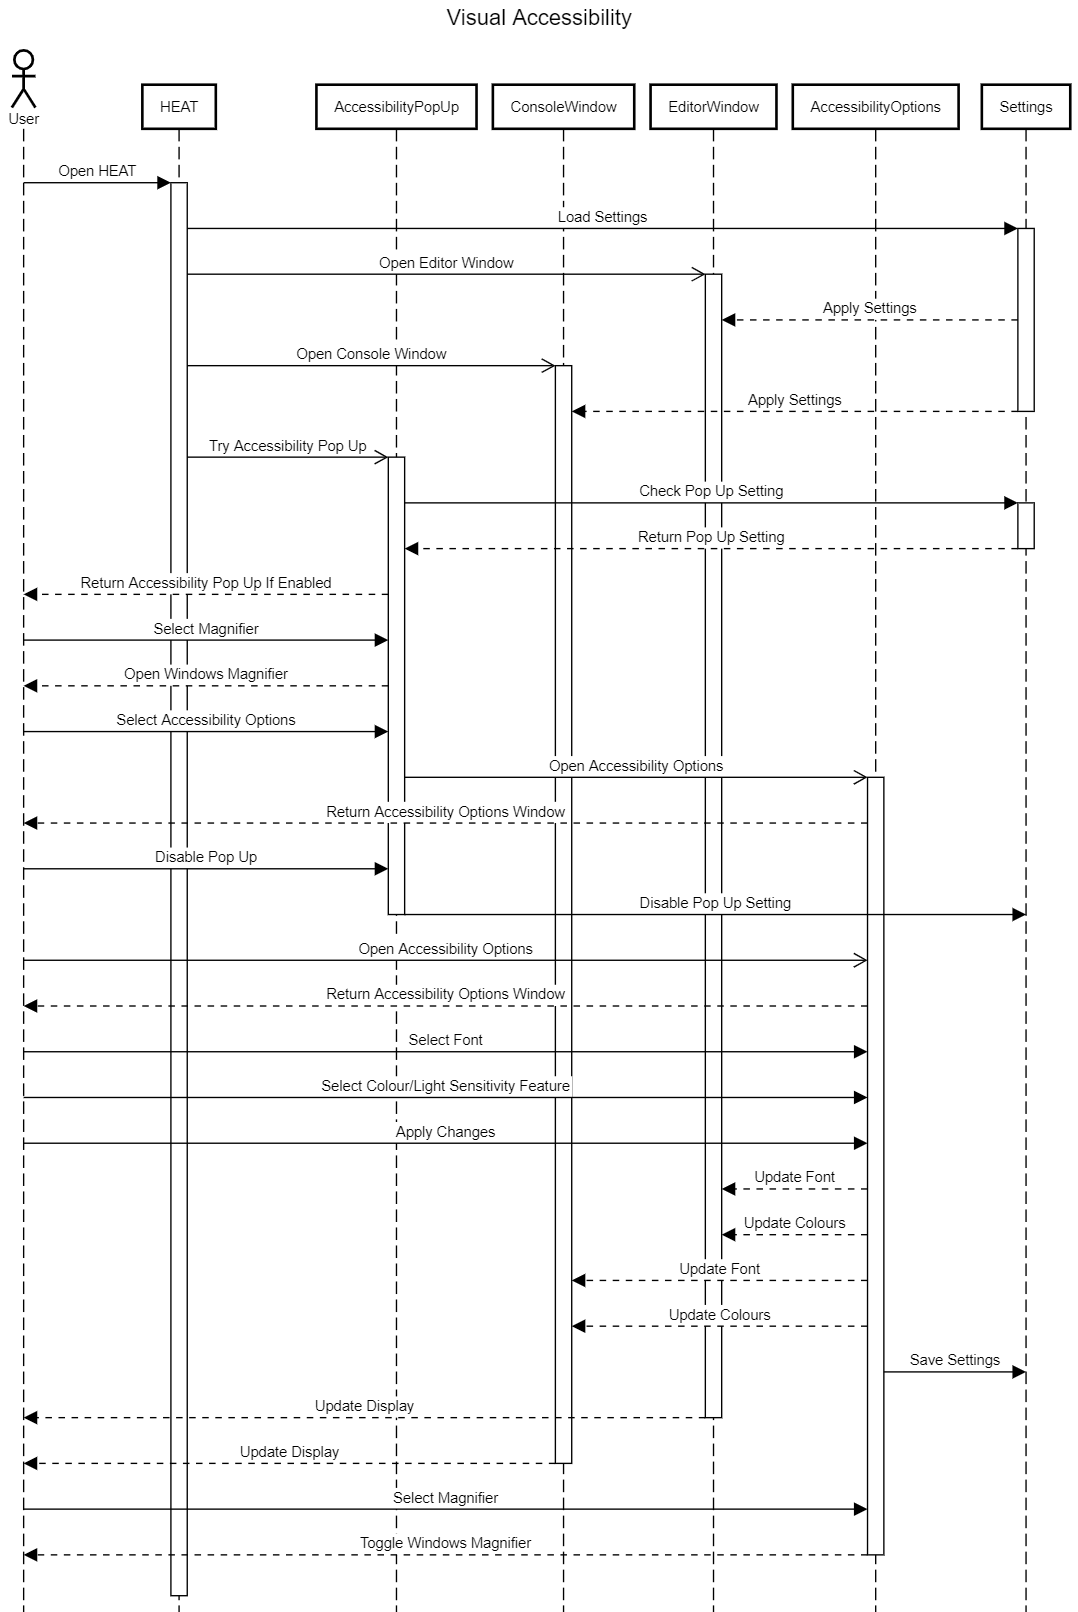 Visual Accessibility
User
HEAT
AccessibilityPopUp
ConsoleWindow
EditorWindow
AccessibilityOptions
Settings
Open HEAT
Load Settings
Open Editor Window
Apply Settings
Open Console Window
Apply Settings
Try Accessibility Pop Up
Check Pop Up Setting
Return Pop Up Setting
Return Accessibility Pop Up If Enabled
Select Magnifier
Open Windows Magnifier
Select Accessibility Options
Open Accessibility Options
Return Accessibility Options Window
Disable Pop Up
Disable Pop Up Setting
Open Accessibility Options
Return Accessibility Options Window
Select Font
Select Colour/Light Sensitivity Feature
Apply Changes
Update Font
Update Colours
Update Font
Update Colours
Save Settings
Update Display
Update Display
Select Magnifier
Toggle Windows Magnifier